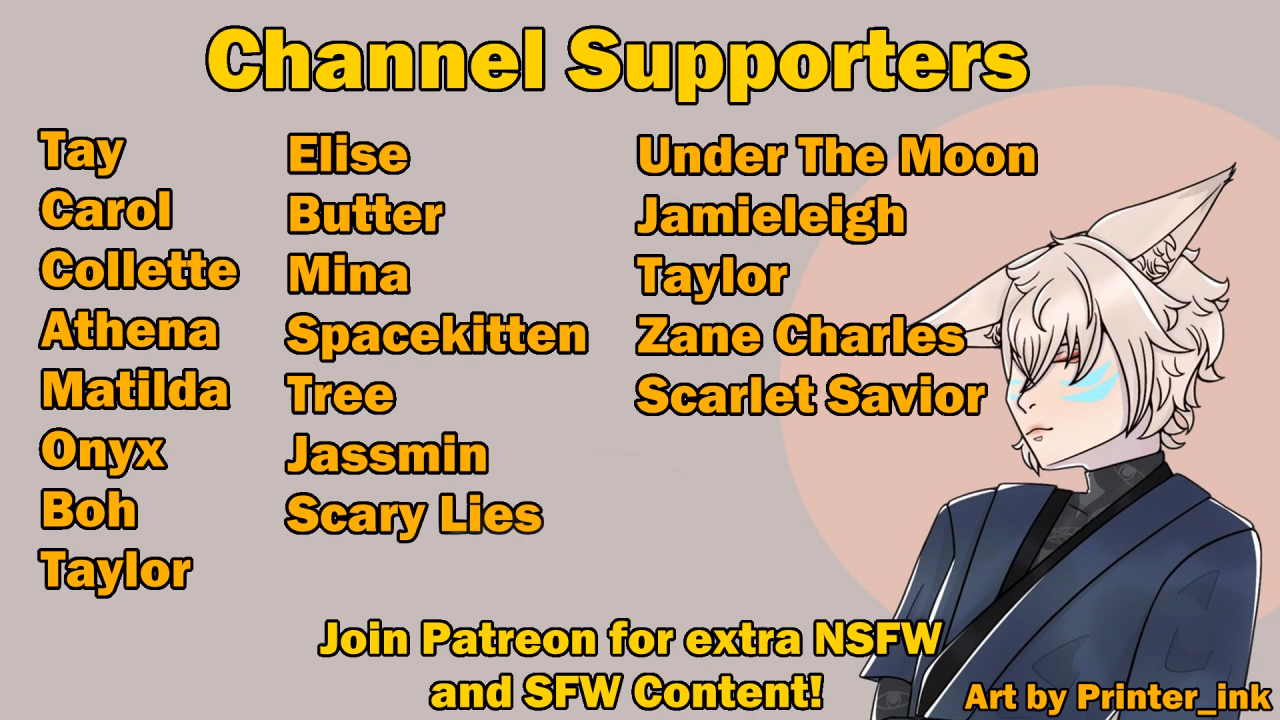 Channel Supporters
Tay
Carol
Collette
Athena
Matilda
Onyx
Boh
Taylor
Elise
Butter
Mina
Spacekitten
Tree
Jassmin
Scary Lies
Under The Moon
Jamieleigh
Taylor
Zane Charles
Scarlet Savior
Join Patreon for extra NSFW
and SFW Content!
Art by Printer_ink